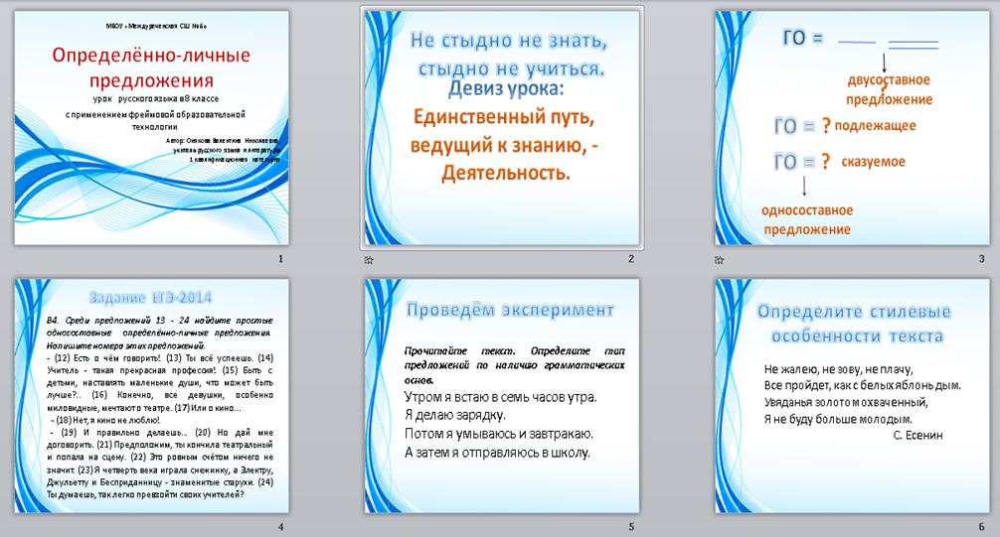 МБОУ «Междуреченская СШ №6»
Определённо-личные
предложения
урок русского языка в 8 классе
с применением фреймовой образовательной
технологии
Автор: Онякова Валентина Николаевна,
учитель русского языка и литературы
1 квалификационная категория
1
Не стыдно не знать,
стыдно не учиться.
Девиз урока:
Единственный путь,
ведущий к знанию, -
Деятельность.
2
ГО =
двусоставное
?
предложение
ГО = ? подлежащее
ГО = ? сказуемое
односоставное
предложение
3
Задание ЕГЭ-2014
В4. Среди предложений 13 - 24 найдите простые
односоставные определённо-личные предложения.
Напишите номера этих предложений.
- (12) Есть о чём говорить! (13) Ты всё успеешь. (14)
Учитель - такая прекрасная профессия! (15) Быть с
детьми, наставлять маленькие души, что может быть
лучше?.. (16) Конечно, все девушки, особенно
миловидные, мечтают о театре. (17) Или о кино...
- (18) Нет, я кино не люблю!
- (19) И правильно делаешь... (20) Но дай мне
договорить. (21) Предположим, ты кончила театральный
и попала на сцену. (22) Это ровным счётом ничего не
значит. (23) Я четверть века играла снежинку, а Электру,
Джульетту и Бесприданницу - знаменитые старухи. (24)
Ты думаешь, так легко превзойти своих учителей?
4
Проведём эксперимент
Прочитайте текст. Определите тип
предложений по наличию грамматических
основ.
Утром я встаю в семь часов утра.
Я делаю зарядку.
Потом я умываюсь и завтракаю.
А затем я отправляюсь в школу.
5
Определите стилевые
особенности текста
Не жалею, не зову, не плачу,
Все пройдет, как с белых яблонь дым.
Увяданья золотом охваченный,
Я не буду больше молодым.
С. Есенин
6